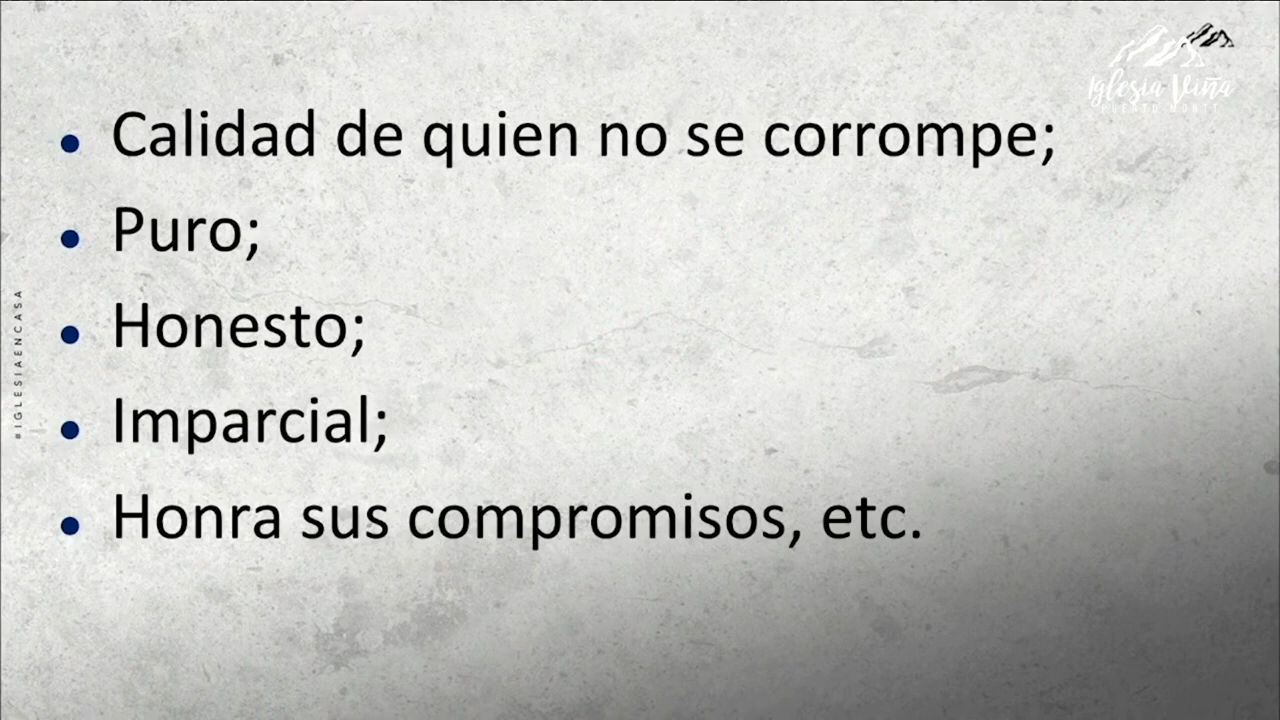 Iglesia Viña
Calidad de quien no se corrompe;
Puro;
Honesto;
Imparcial;
Honra sus compromisos, etc.
#IGLESIAENCASA